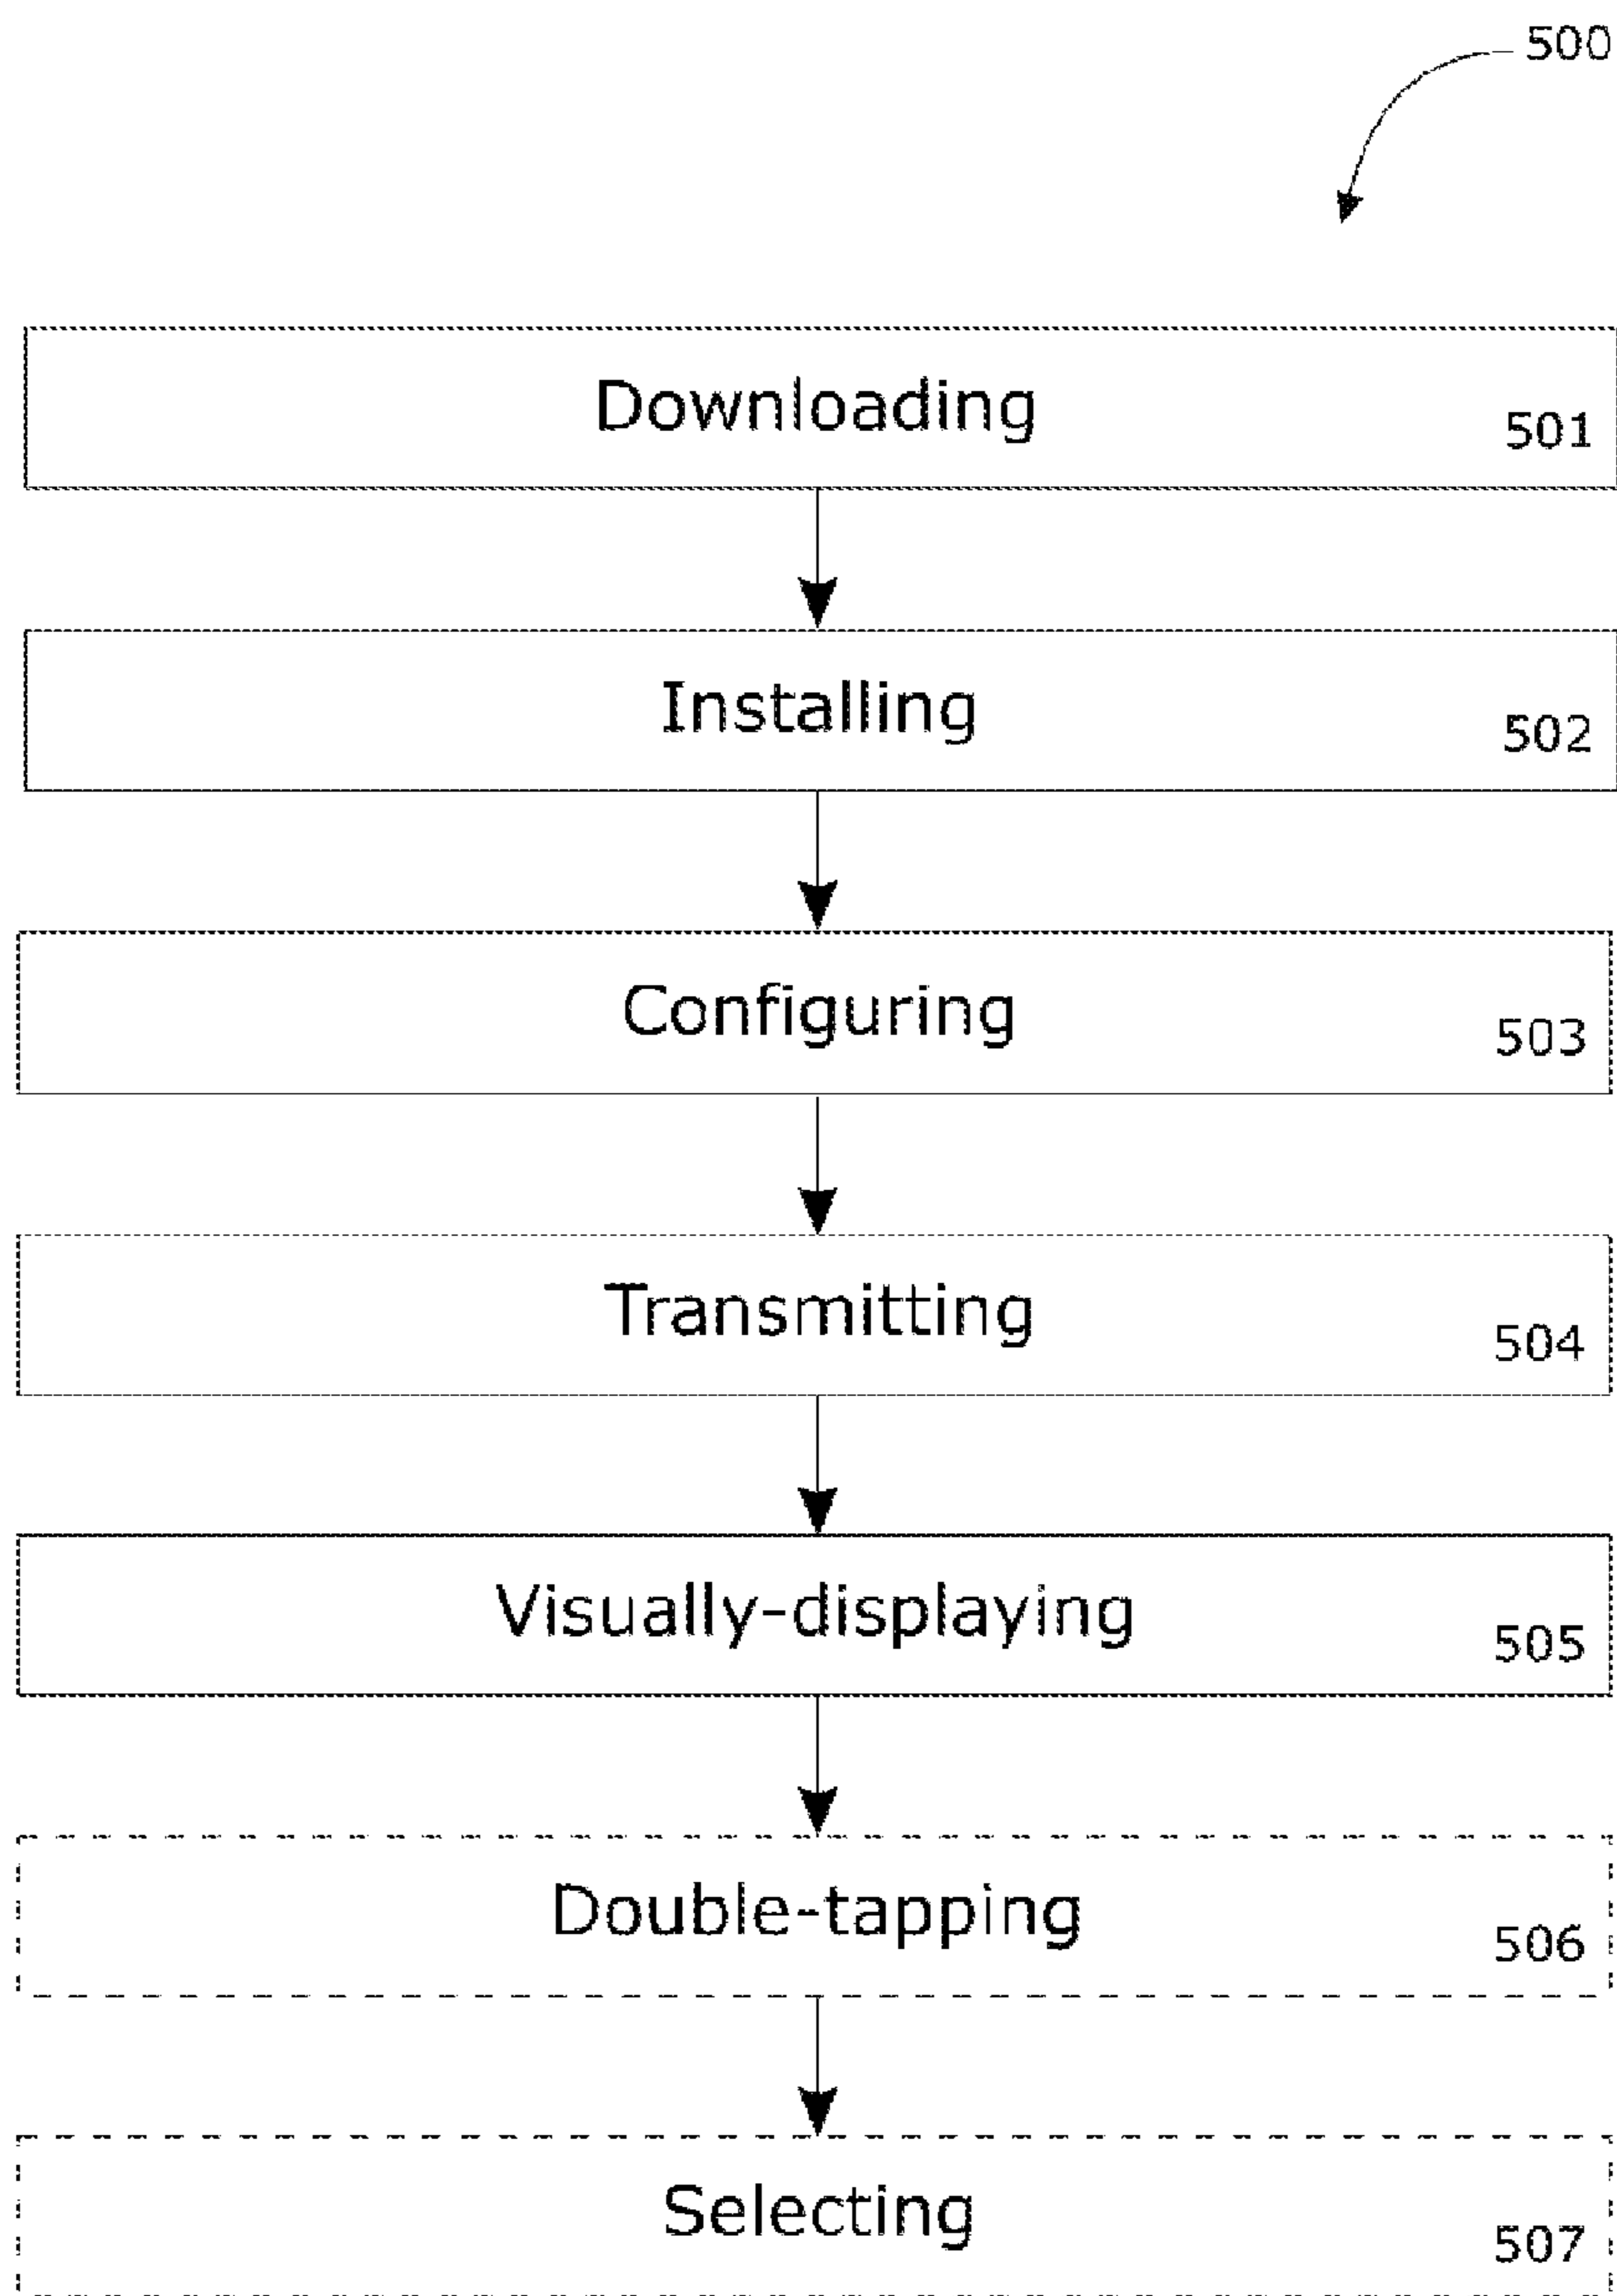 500
Downloading
501
Installing
502
Configuring
503
Transmitting
504
Visually-displaying
505
Double-tapping
506
Selecting
507